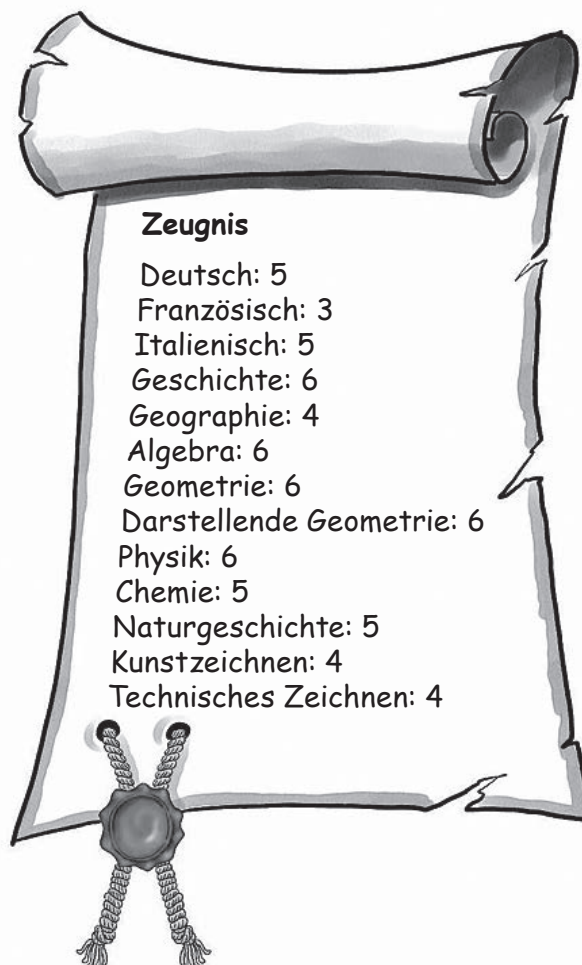 Zeugnis
Deutsch: 5
Französisch: 3
Italienisch: 5
Geschichte: 6
Geographie: 4
Algebra: 6
Geometrie: 6
Darstellende Geometrie: 6
Physik: 6
Chemie: 5
Naturgeschichte: 5
Kunstzeichnen: 4
Technisches Zeichnen: 4